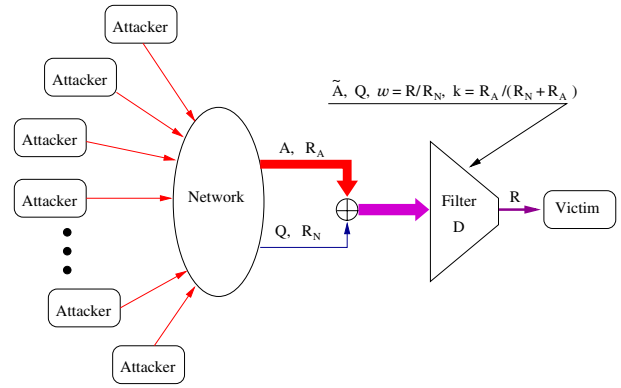 Attacker
Attacker
Attacker
Attacker
Attacker
Attacker
Network
A, R_A
Q, R_N
Ã, Q, w = R/R_N, k = R_A/(R_N + R_A)
Filter
D
R
Victim